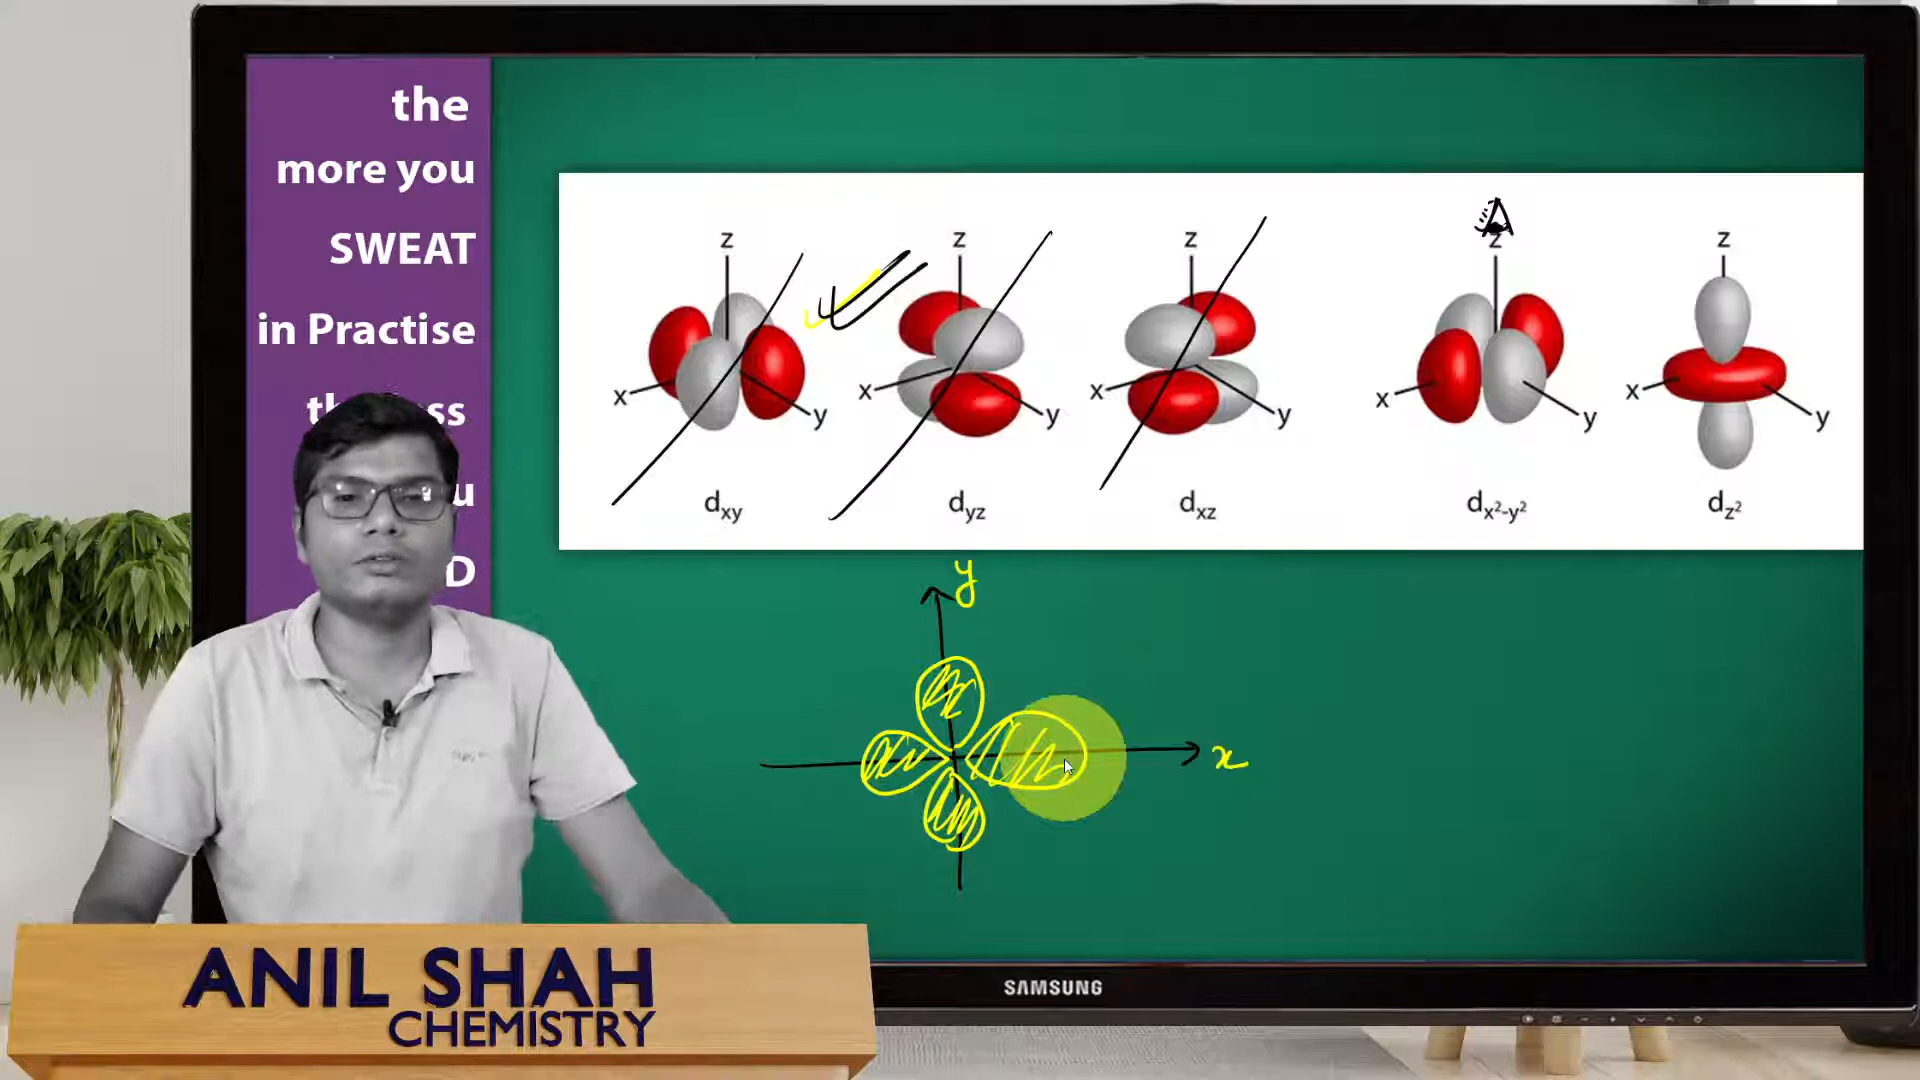 the
more you
SWEAT
in Practise
ss
u
D
z z z z z
x y x y x y x y x y
dxy dyz dxz dx²-y² dz²
y
x
ANIL SHAH
CHEMISTRY
SAMSUNG